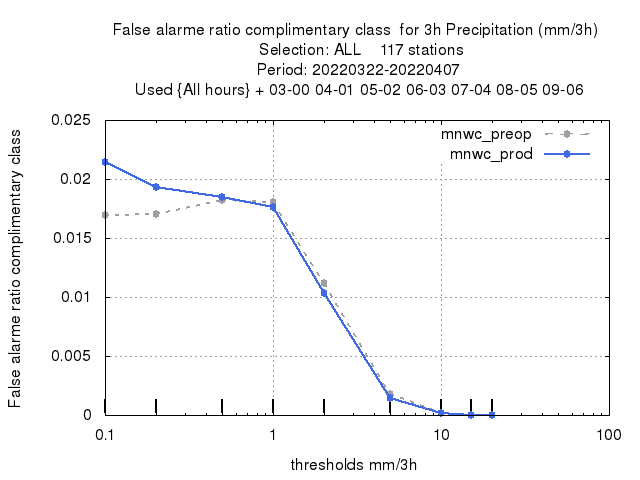 False alarme ratio complimentary class  for 3h Precipitation (mm/3h)
Selection: ALL    117 stations
Period: 20220322-20220407
Used {All hours} + 03-00 04-01 05-02 06-03 07-04 08-05 09-06
mnwc_preop
mnwc_prod
False alarme ratio complimentary class
0.025
0.02
0.015
0.01
0.005
0
0.1 1 10 100
thresholds mm/3h